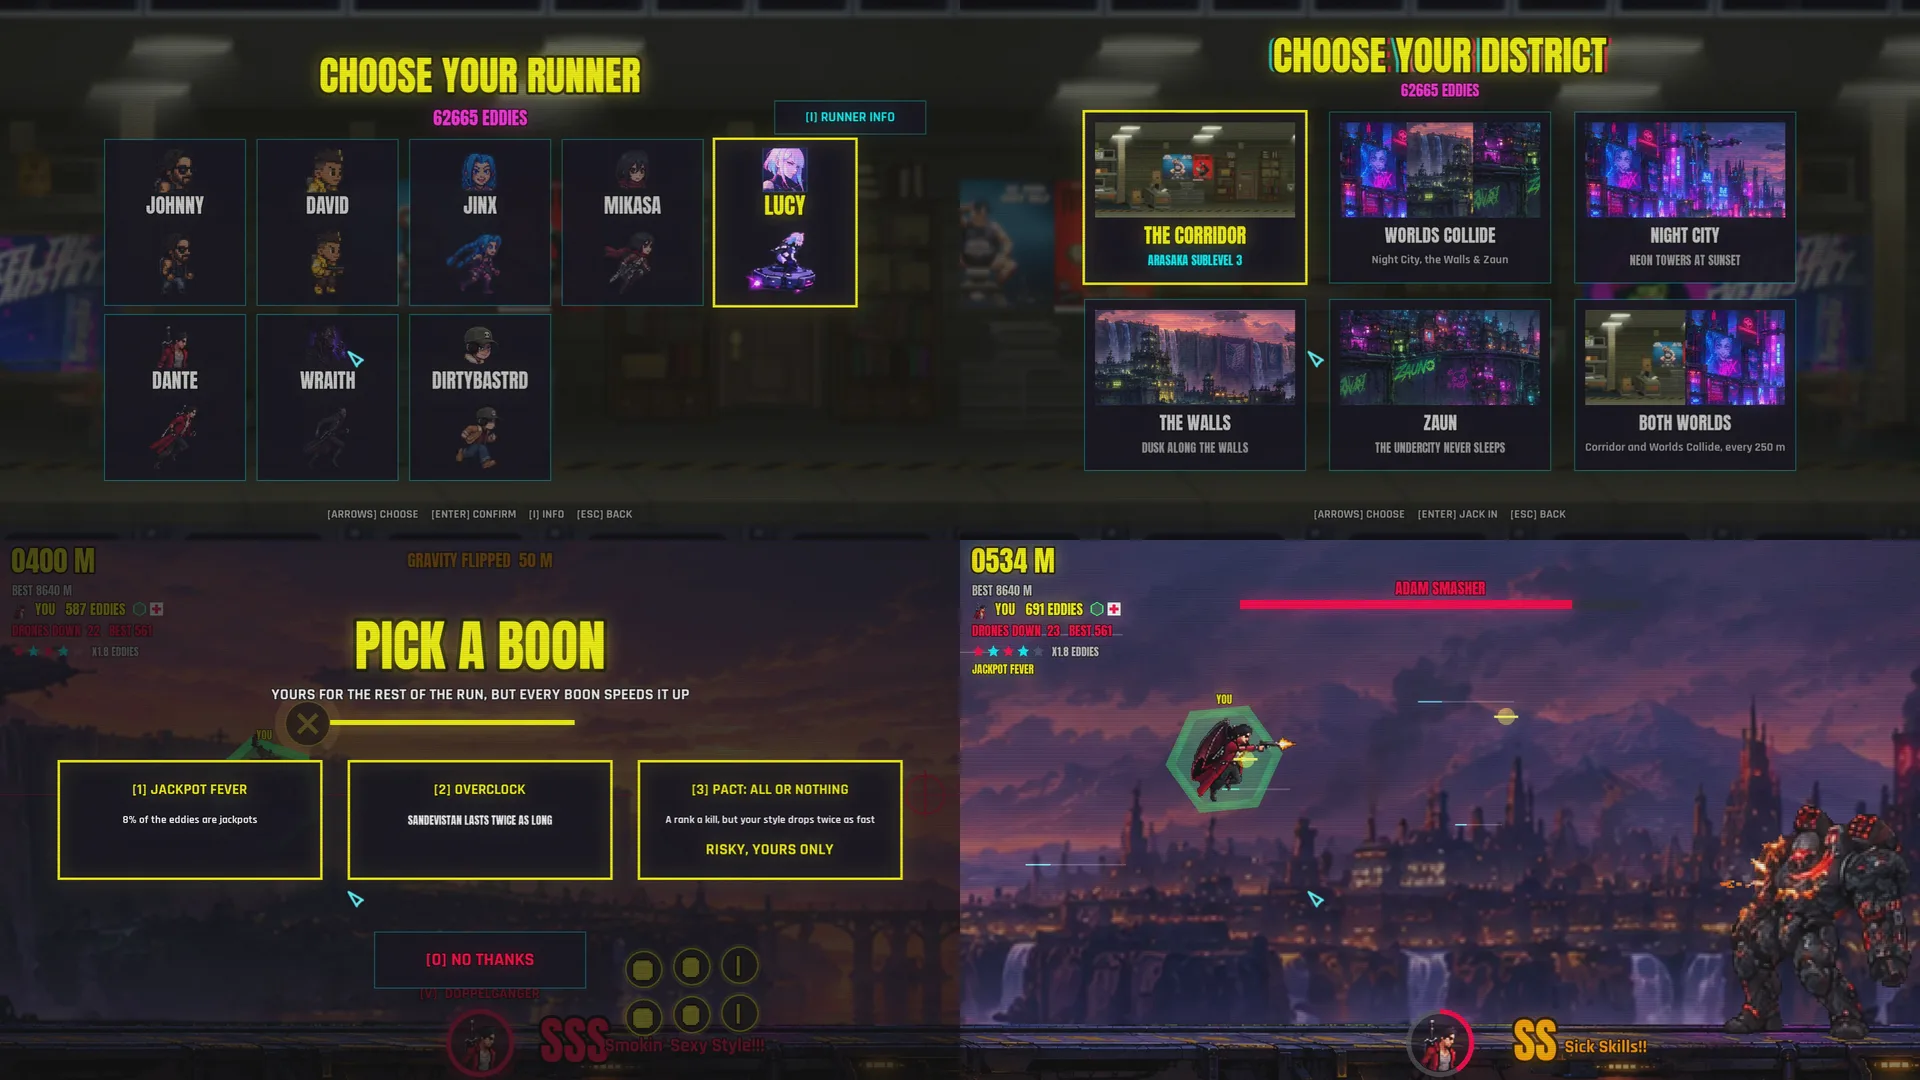 CHOOSE YOUR RUNNER
62665 EDDIES
[I] RUNNER INFO
JOHNNY
DAVID
JINX
MIKASA
LUCY
DANTE
WRAITH
DIRTYBASTRD
[ARROWS] CHOOSE [ENTER] CONFIRM [I] INFO [ESC] BACK
CHOOSE YOUR DISTRICT
62665 EDDIES
THE CORRIDOR
ARASAKA SUBLEVEL 3
WORLDS COLLIDE
Night City, the Walls & Zaun
NIGHT CITY
NEON TOWERS AT SUNSET
THE WALLS
DUSK ALONG THE WALLS
ZAUN
THE UNDERCITY NEVER SLEEPS
BOTH WORLDS
Corridor and Worlds Collide, every 250 m
[ARROWS] CHOOSE [ENTER] JACK IN [ESC] BACK
0400 M
BEST 8640 M
YOU 587 EDDIES
DRONES DOWN 22 BEST 561
X1.8 EDDIES
GRAVITY FLIPPED 50 M
PICK A BOON
YOURS FOR THE REST OF THE RUN, BUT EVERY BOON SPEEDS IT UP
YOU
[1] JACKPOT FEVER
8% of the eddies are jackpots
[2] OVERCLOCK
SANDEVISTAN LASTS TWICE AS LONG
[3] PACT: ALL OR NOTHING
A rank a kill, but your style drops twice as fast
RISKY, YOURS ONLY
[0] NO THANKS
[V] DOPPELGANGER
SSS Smokin' Sexy Style!!!
0534 M
BEST 8640 M
YOU 691 EDDIES
DRONES DOWN 23 BEST 561
X1.8 EDDIES
JACKPOT FEVER
ADAM SMASHER
YOU
SS Sick Skills!!